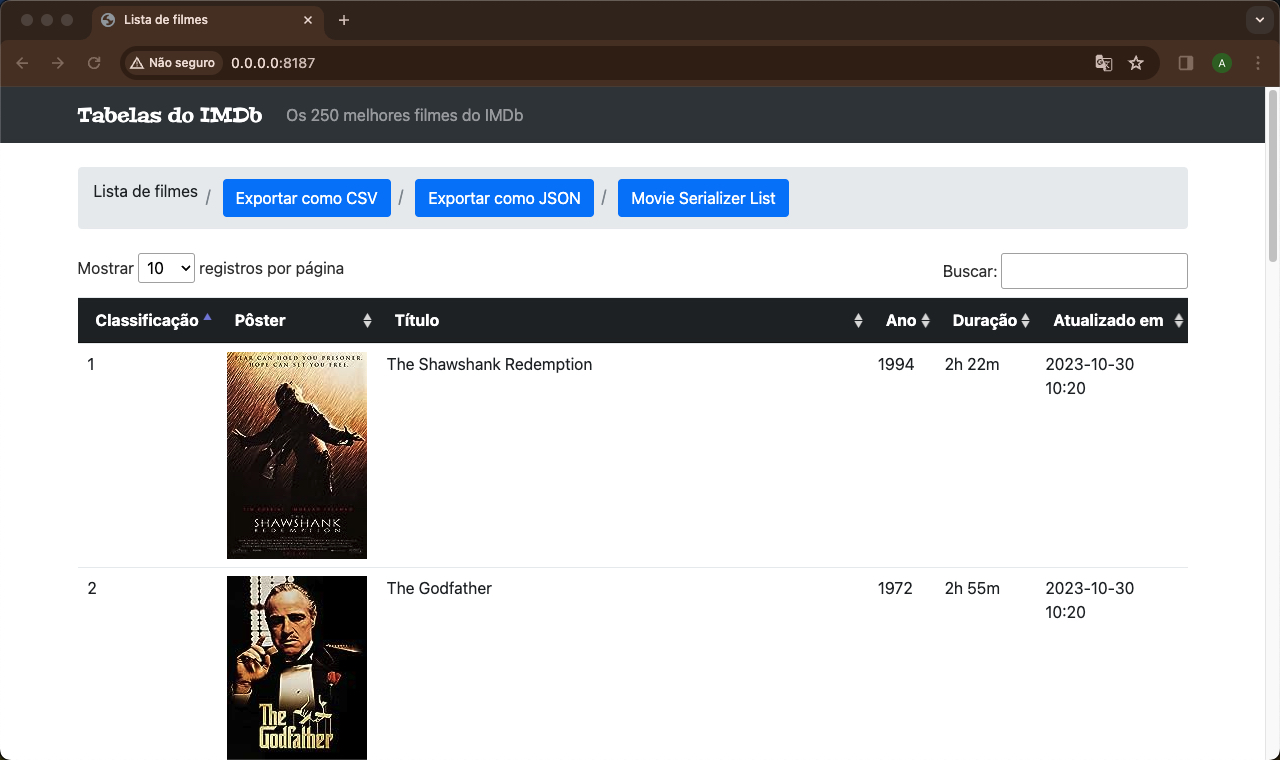 Lista de filmes
Não seguro 0.0.0.0:8187 A
Tabelas do IMDb Os 250 melhores filmes do IMDb
Lista de filmes / Exportar como CSV / Exportar como JSON / Movie Serializer List
Mostrar 10 registros por página Buscar:
Classificação Pôster Título Ano Duração Atualizado em
1 The Shawshank Redemption 1994 2h 22m 2023-10-30
10:20
FEAR CAN HOLD YOU PRISONER.
HOPE CAN SET YOU FREE.
TIM ROBBINS MORGAN FREEMAN
THE
SHAWSHANK
REDEMPTION
2 The Godfather 1972 2h 55m 2023-10-30
10:20
The
Godfather